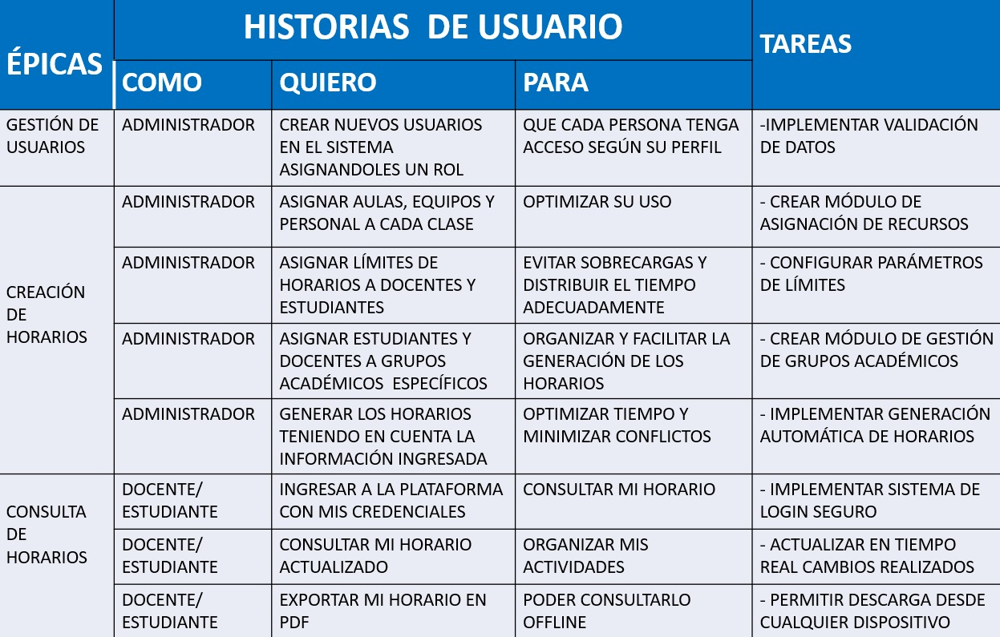 HISTORIAS  DE USUARIO
ÉPICAS
TAREAS
COMO
QUIERO
PARA
GESTIÓN DE
USUARIOS
ADMINISTRADOR
CREAR NUEVOS USUARIOS
EN EL SISTEMA
ASIGNANDOLES UN ROL
QUE CADA PERSONA TENGA
ACCESO SEGÚN SU PERFIL
-IMPLEMENTAR VALIDACIÓN
DE DATOS
CREACIÓN
DE
HORARIOS
ADMINISTRADOR
ASIGNAR AULAS, EQUIPOS Y
PERSONAL A CADA CLASE
OPTIMIZAR SU USO
- CREAR MÓDULO DE
ASIGNACIÓN DE RECURSOS
ADMINISTRADOR
ASIGNAR LÍMITES DE
HORARIOS A DOCENTES Y
ESTUDIANTES
EVITAR SOBRECARGAS Y
DISTRIBUIR EL TIEMPO
ADECUADAMENTE
- CONFIGURAR PARÁMETROS
DE LÍMITES
ADMINISTRADOR
ASIGNAR ESTUDIANTES Y
DOCENTES A GRUPOS
ACADÉMICOS  ESPECÍFICOS
ORGANIZAR Y FACILITAR LA
GENERACIÓN DE LOS
HORARIOS
- CREAR MÓDULO DE GESTIÓN
DE GRUPOS ACADÉMICOS
ADMINISTRADOR
GENERAR LOS HORARIOS
TENIENDO EN CUENTA LA
INFORMACIÓN INGRESADA
OPTIMIZAR TIEMPO Y
MINIMIZAR CONFLICTOS
- IMPLEMENTAR GENERACIÓN
AUTOMÁTICA DE HORARIOS
CONSULTA
DE
HORARIOS
DOCENTE/
ESTUDIANTE
INGRESAR A LA PLATAFORMA
CON MIS CREDENCIALES
CONSULTAR MI HORARIO
- IMPLEMENTAR SISTEMA DE
LOGIN SEGURO
DOCENTE/
ESTUDIANTE
CONSULTAR MI HORARIO
ACTUALIZADO
ORGANIZAR MIS
ACTIVIDADES
- ACTUALIZAR EN TIEMPO
REAL CAMBIOS REALIZADOS
DOCENTE/
ESTUDIANTE
EXPORTAR MI HORARIO EN
PDF
PODER CONSULTARLO
OFFLINE
- PERMITIR DESCARGA DESDE
CUALQUIER DISPOSITIVO